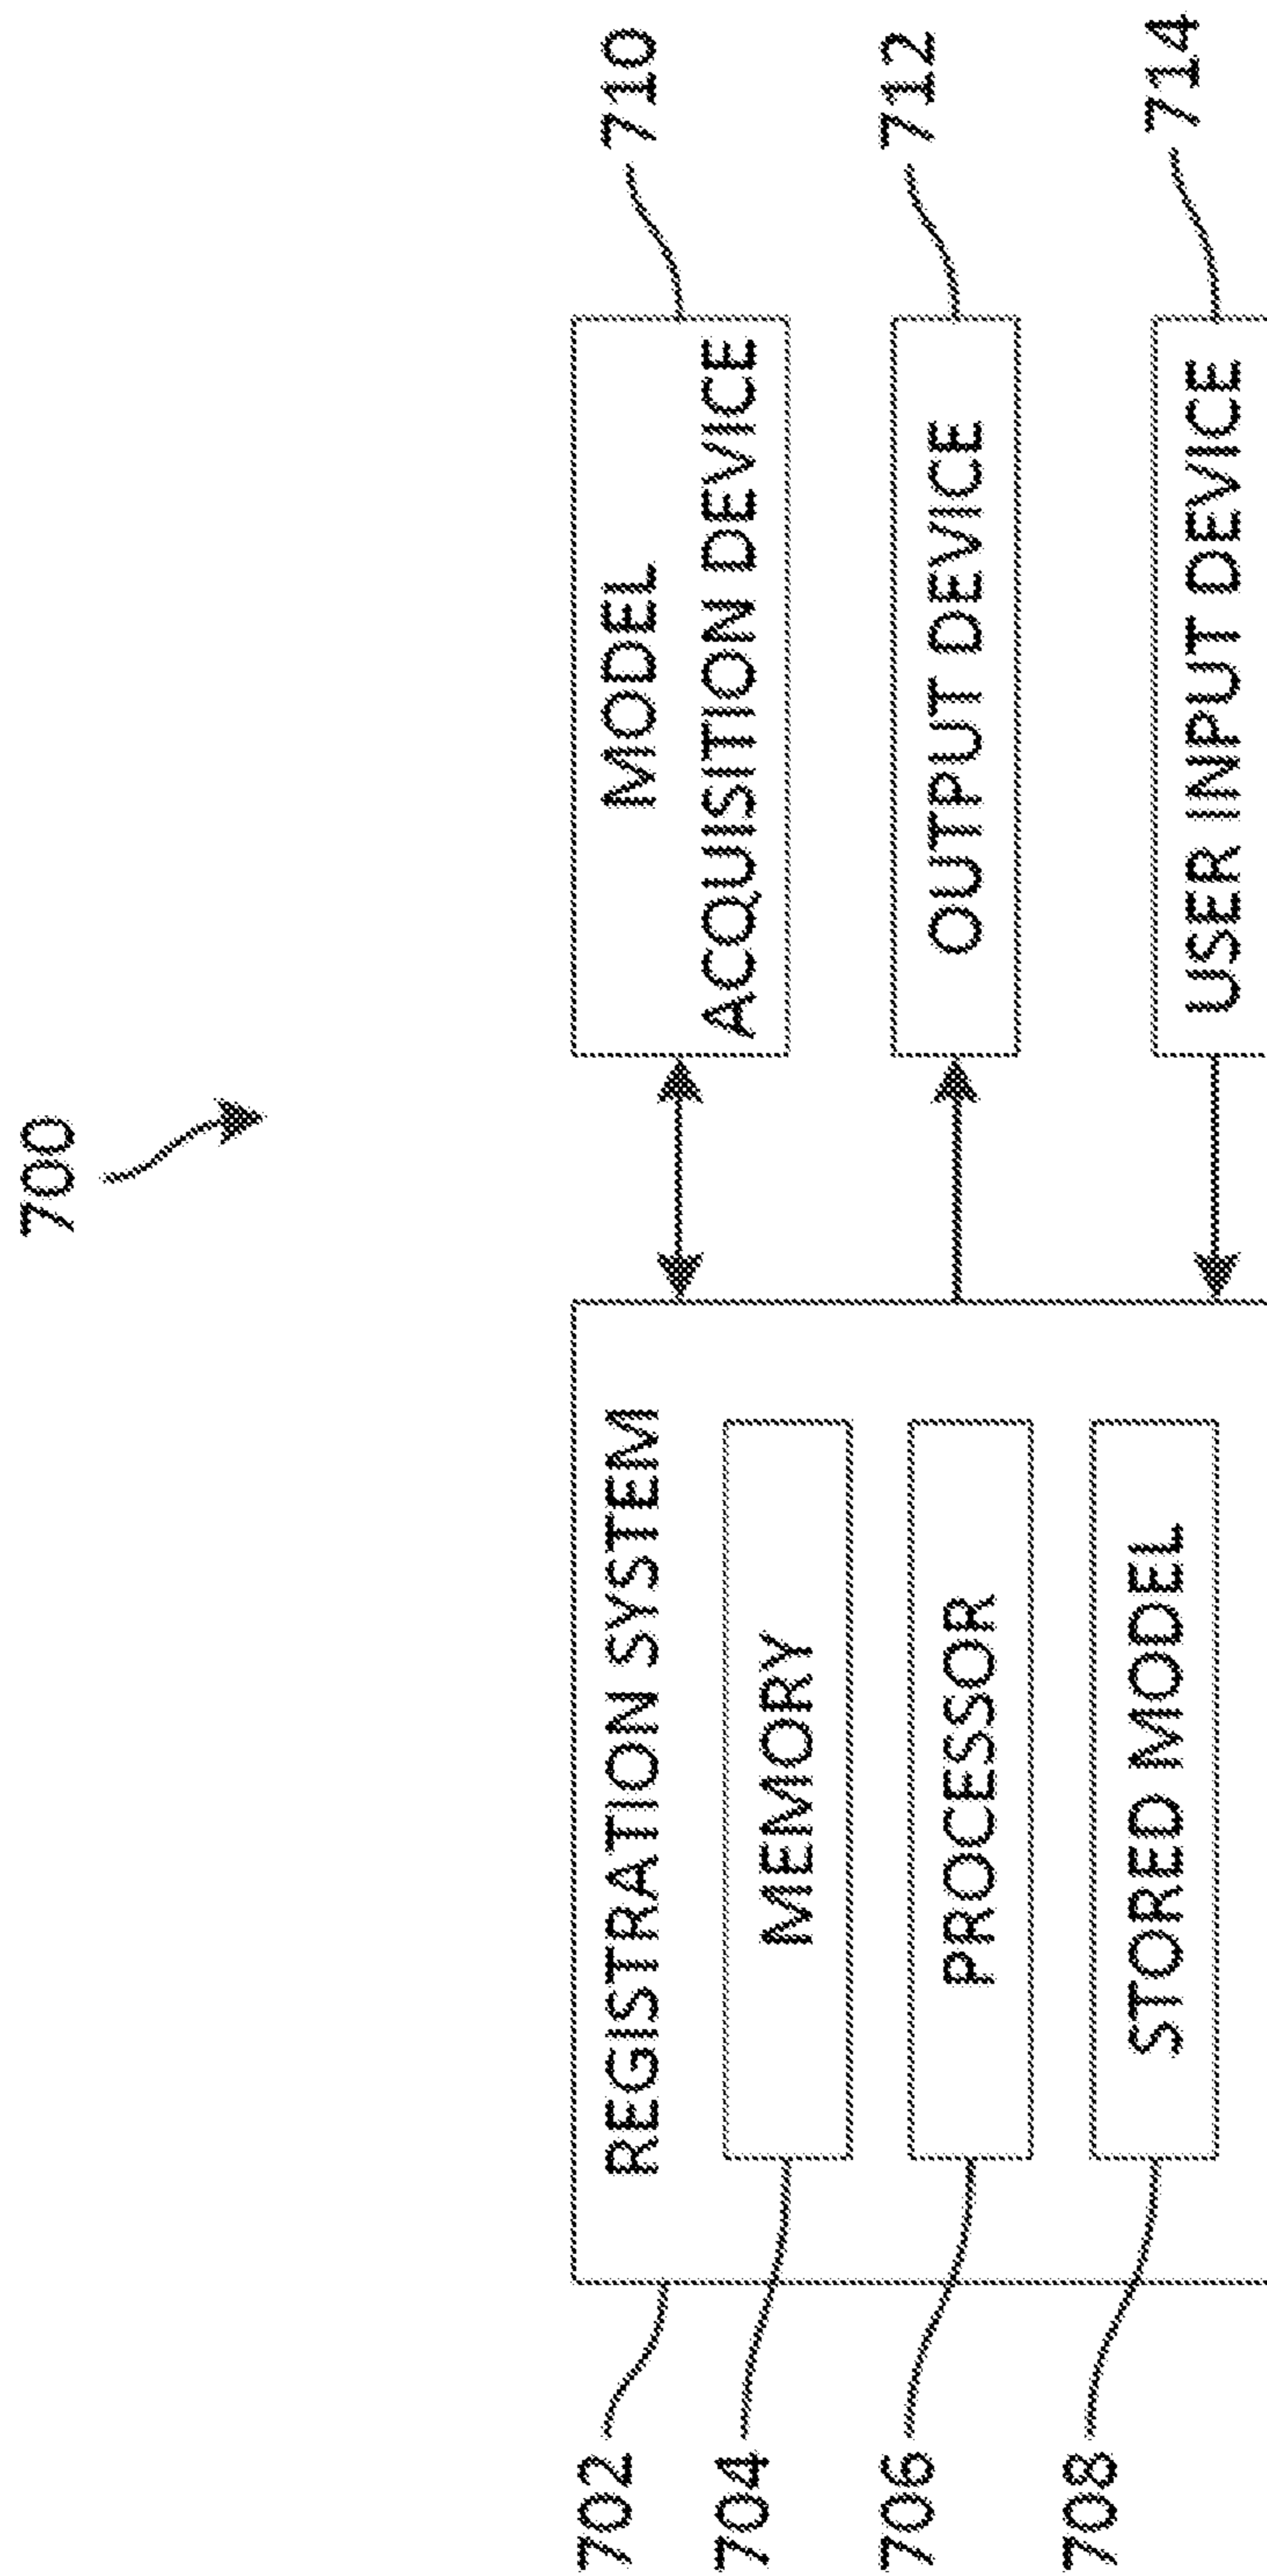 700
702
REGISTRATION SYSTEM
704
MEMORY
706
PROCESSOR
708
STORED MODEL
MODEL
ACQUISITION DEVICE
710
OUTPUT DEVICE
712
USER INPUT DEVICE
714